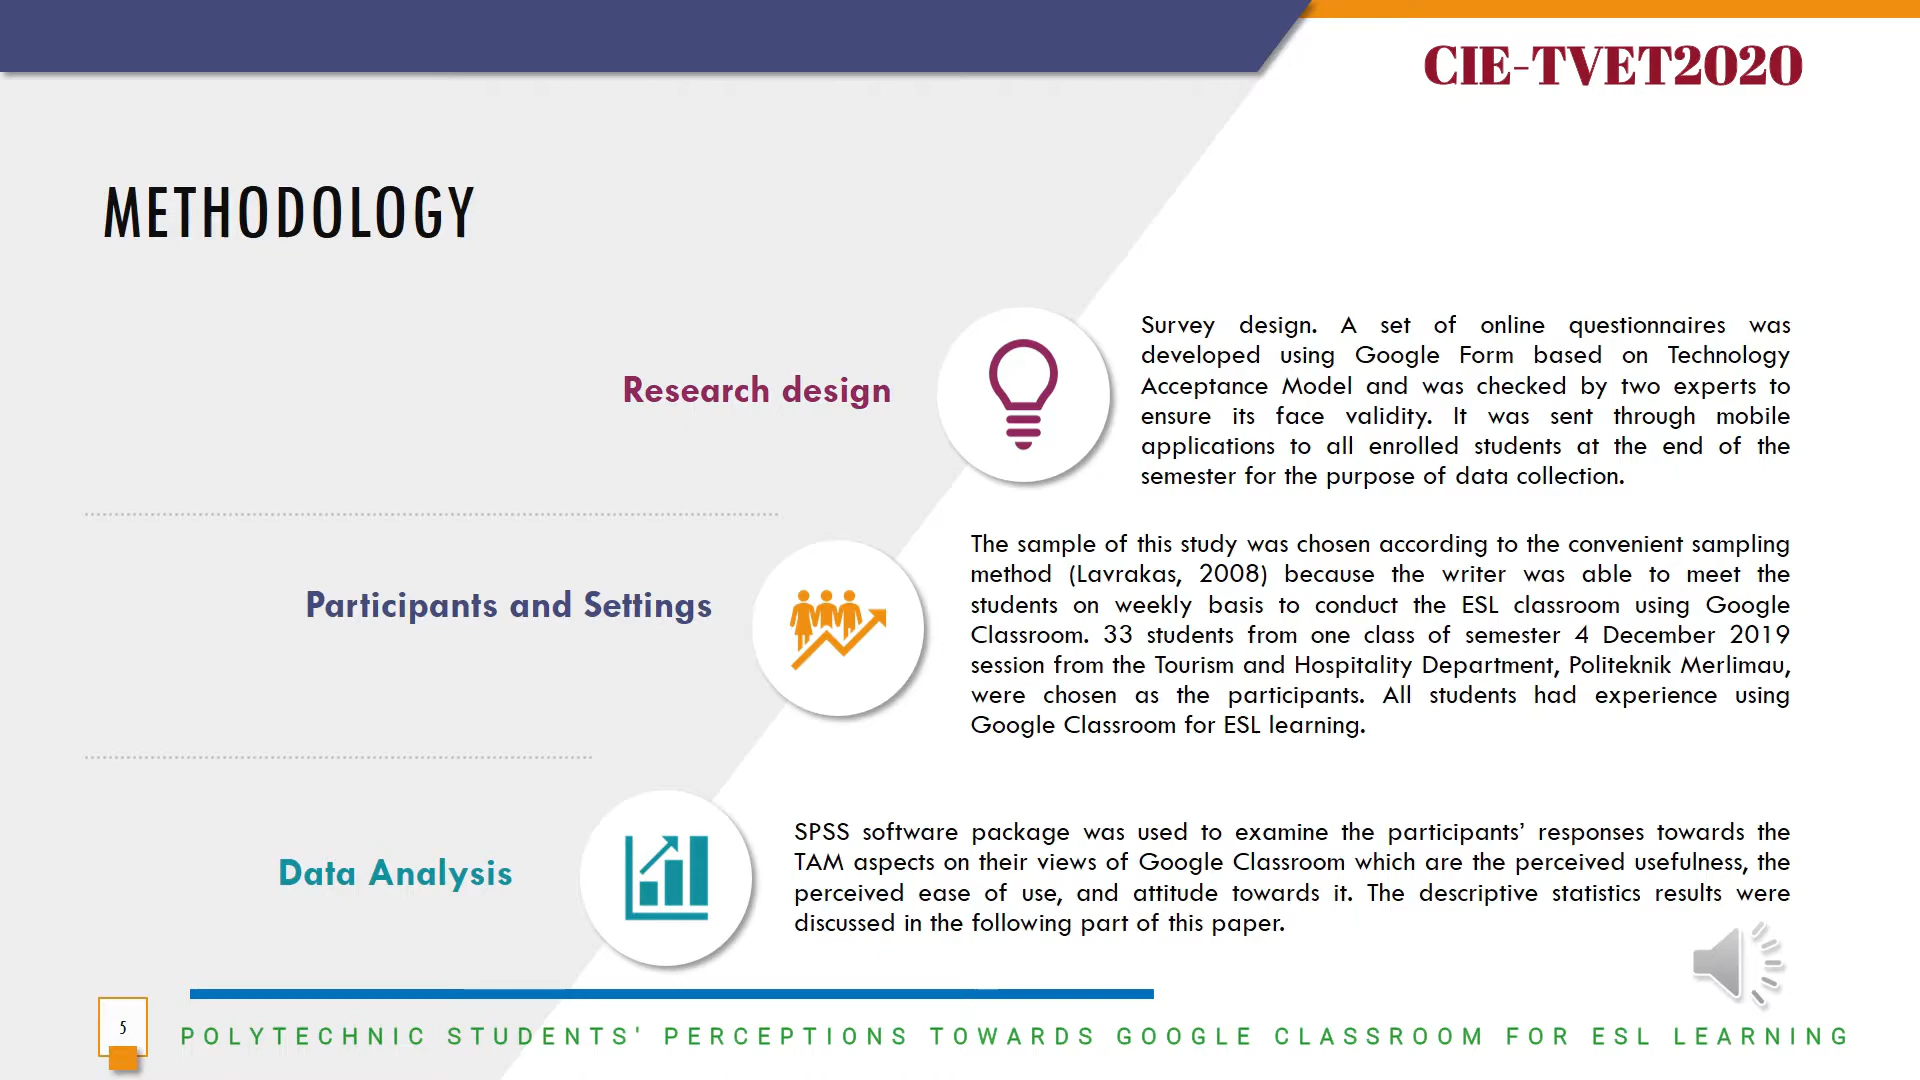 CIE-TVET2020
METHODOLOGY
Research design
Survey design. A set of online questionnaires was
developed using Google Form based on Technology
Acceptance Model and was checked by two experts to
ensure its face validity. It was sent through mobile
applications to all enrolled students at the end of the
semester for the purpose of data collection.
Participants and Settings
The sample of this study was chosen according to the convenient sampling
method (Lavrakas, 2008) because the writer was able to meet the
students on weekly basis to conduct the ESL classroom using Google
Classroom. 33 students from one class of semester 4 December 2019
session from the Tourism and Hospitality Department, Politeknik Merlimau,
were chosen as the participants. All students had experience using
Google Classroom for ESL learning.
Data Analysis
SPSS software package was used to examine the participants’ responses towards the
TAM aspects on their views of Google Classroom which are the perceived usefulness, the
perceived ease of use, and attitude towards it. The descriptive statistics results were
discussed in the following part of this paper.
5
POLYTECHNIC STUDENTS' PERCEPTIONS TOWARDS GOOGLE CLASSROOM FOR ESL LEARNING